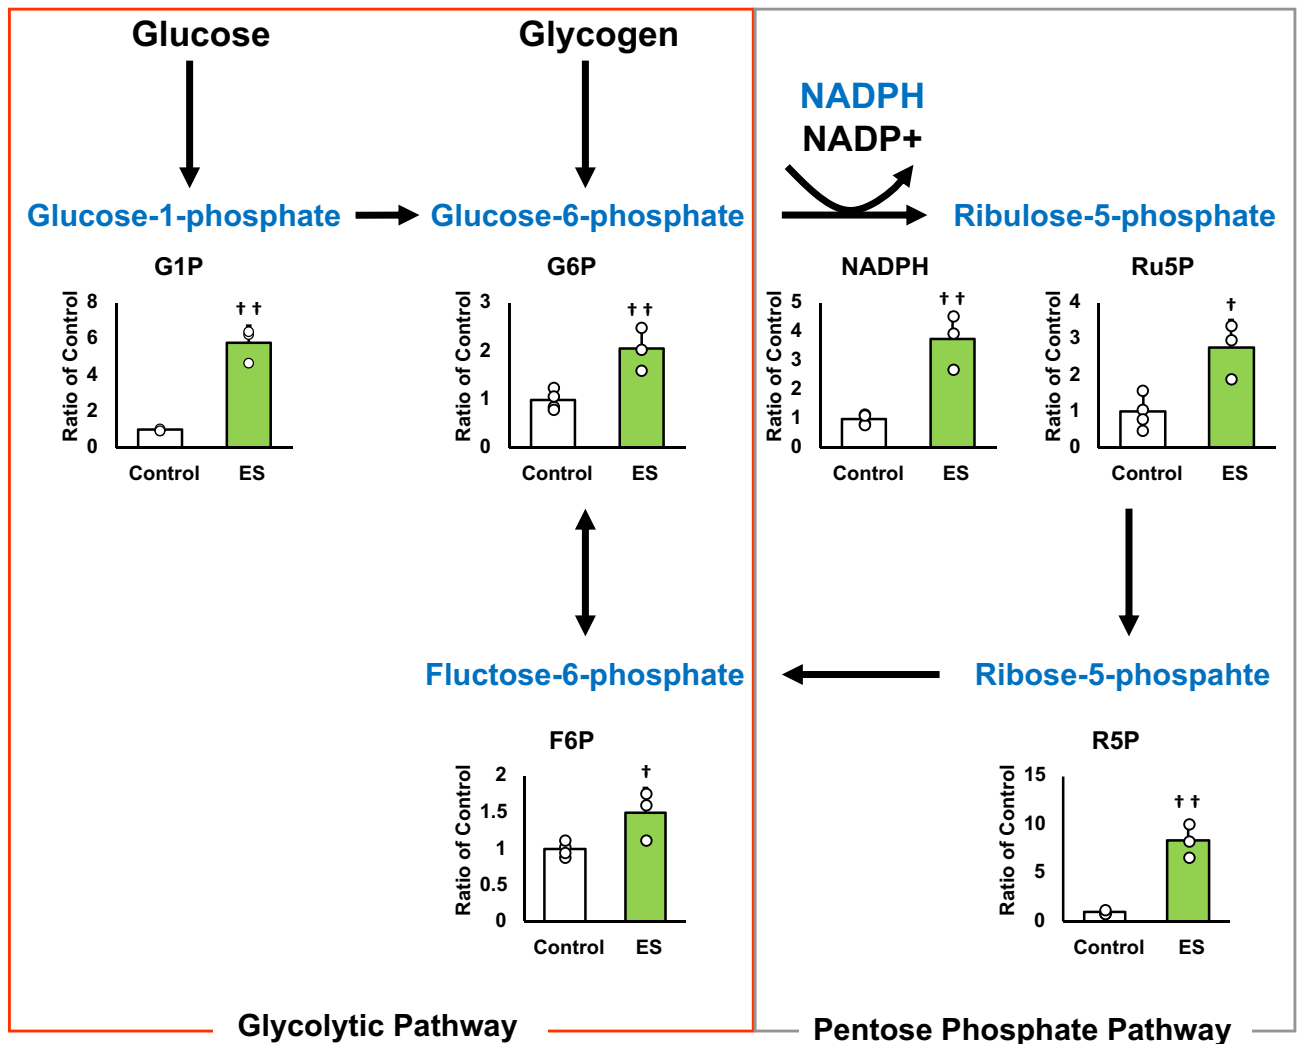 Glucose
Glycogen
NADPH
NADP+
Glucose-1-phosphate
Glucose-6-phosphate
Ribulose-5-phosphate
G1P
Ratio of Control
8
6
4
2
0
† †
Control
ES
G6P
Ratio of Control
3
2
1
0
† †
Control
ES
NADPH
Ratio of Control
5
4
3
2
1
0
† †
Control
ES
Ru5P
Ratio of Control
4
3
2
1
0
†
Control
ES
Fluctose-6-phosphate
Ribose-5-phospahte
F6P
Ratio of Control
2
1.5
1
0.5
0
†
Control
ES
R5P
Ratio of Control
15
10
5
0
† †
Control
ES
Glycolytic Pathway
Pentose Phosphate Pathway